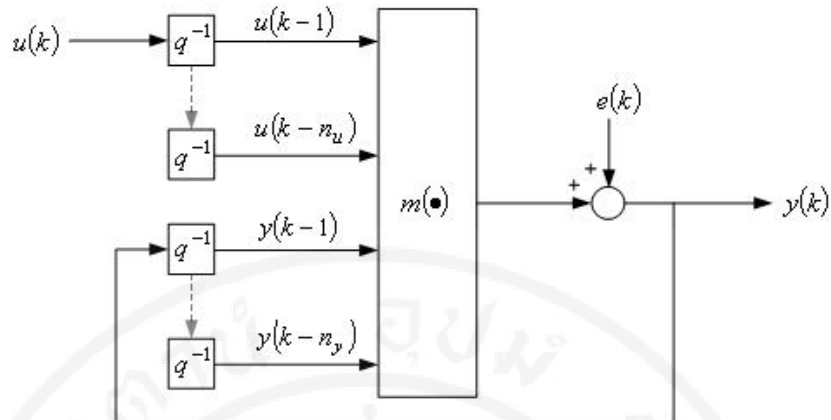 u(k)
q⁻¹
u(k−1)
q⁻¹
u(k−n_u)
q⁻¹
y(k−1)
q⁻¹
y(k−n_y)
m(●)
e(k)
+
+
y(k)